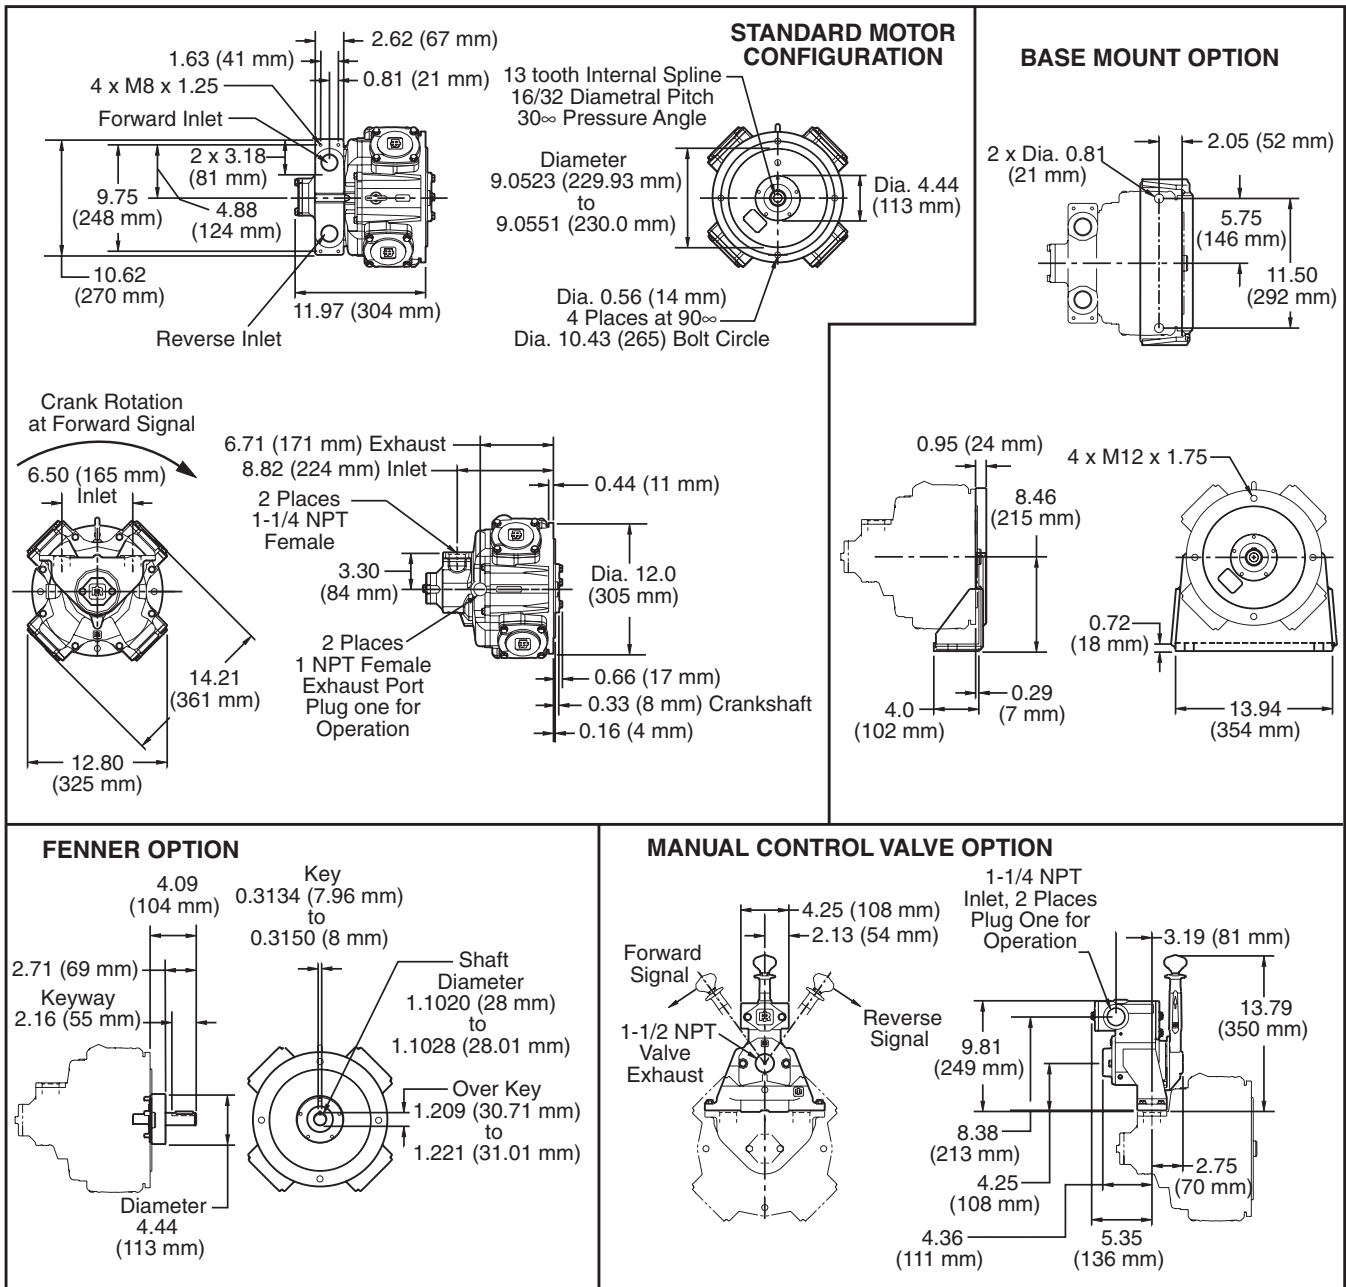 STANDARD MOTOR
CONFIGURATION
2.62 (67 mm)
1.63 (41 mm)
0.81 (21 mm)
4 x M8 x 1.25
Forward Inlet
2 x 3.18
(81 mm)
9.75
(248 mm)
4.88
(124 mm)
10.62
(270 mm)
11.97 (304 mm)
Reverse Inlet
13 tooth Internal Spline
16/32 Diametral Pitch
30∞ Pressure Angle
Diameter
9.0523 (229.93 mm)
to
9.0551 (230.0 mm)
Dia. 4.44
(113 mm)
Dia. 0.56 (14 mm)
4 Places at 90∞
Dia. 10.43 (265) Bolt Circle
Crank Rotation
at Forward Signal
6.50 (165 mm)
Inlet
14.21
(361 mm)
12.80
(325 mm)
6.71 (171 mm) Exhaust
8.82 (224 mm) Inlet
0.44 (11 mm)
2 Places
1-1/4 NPT
Female
3.30
(84 mm)
Dia. 12.0
(305 mm)
2 Places
1 NPT Female
Exhaust Port
Plug one for
Operation
0.66 (17 mm)
0.33 (8 mm) Crankshaft
0.16 (4 mm)
BASE MOUNT OPTION
2.05 (52 mm)
2 x Dia. 0.81
(21 mm)
5.75
(146 mm)
11.50
(292 mm)
0.95 (24 mm)
4 x M12 x 1.75
8.46
(215 mm)
0.72
(18 mm)
0.29
(7 mm)
4.0
(102 mm)
13.94
(354 mm)
FENNER OPTION
4.09
(104 mm)
Key
0.3134 (7.96 mm)
to
0.3150 (8 mm)
2.71 (69 mm)
Keyway
2.16 (55 mm)
Shaft
Diameter
1.1020 (28 mm)
to
1.1028 (28.01 mm)
Over Key
1.209 (30.71 mm)
to
1.221 (31.01 mm)
Diameter
4.44
(113 mm)
MANUAL CONTROL VALVE OPTION
4.25 (108 mm)
2.13 (54 mm)
Forward
Signal
Reverse
Signal
1-1/2 NPT
Valve
Exhaust
1-1/4 NPT
Inlet, 2 Places
Plug One for
Operation
3.19 (81 mm)
13.79
(350 mm)
9.81
(249 mm)
8.38
(213 mm)
4.25
(108 mm)
2.75
(70 mm)
4.36
(111 mm)
5.35
(136 mm)